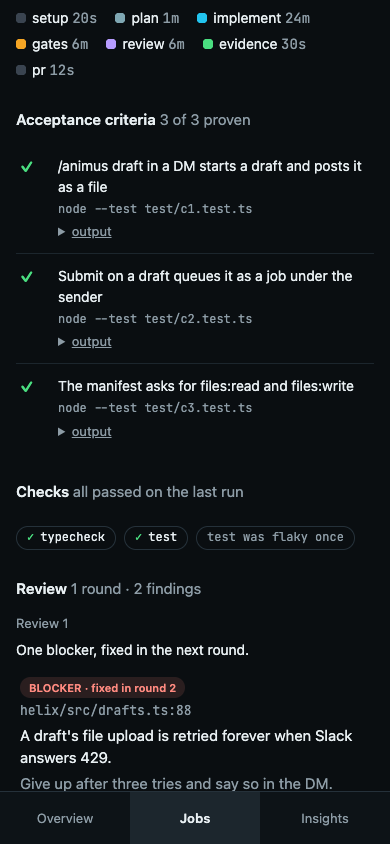 setup 20s plan 1m implement 24m
gates 6m review 6m evidence 30s
pr 12s
Acceptance criteria 3 of 3 proven
✓ /animus draft in a DM starts a draft and posts it
as a file
node --test test/c1.test.ts
▶ output
✓ Submit on a draft queues it as a job under the
sender
node --test test/c2.test.ts
▶ output
✓ The manifest asks for files:read and files:write
node --test test/c3.test.ts
▶ output
Checks all passed on the last run
✓ typecheck ✓ test test was flaky once
Review 1 round · 2 findings
Review 1
One blocker, fixed in the next round.
BLOCKER · fixed in round 2
helix/src/drafts.ts:88
A draft's file upload is retried forever when Slack
answers 429.
Give up after three tries and say so in the DM.
Overview Jobs Insights